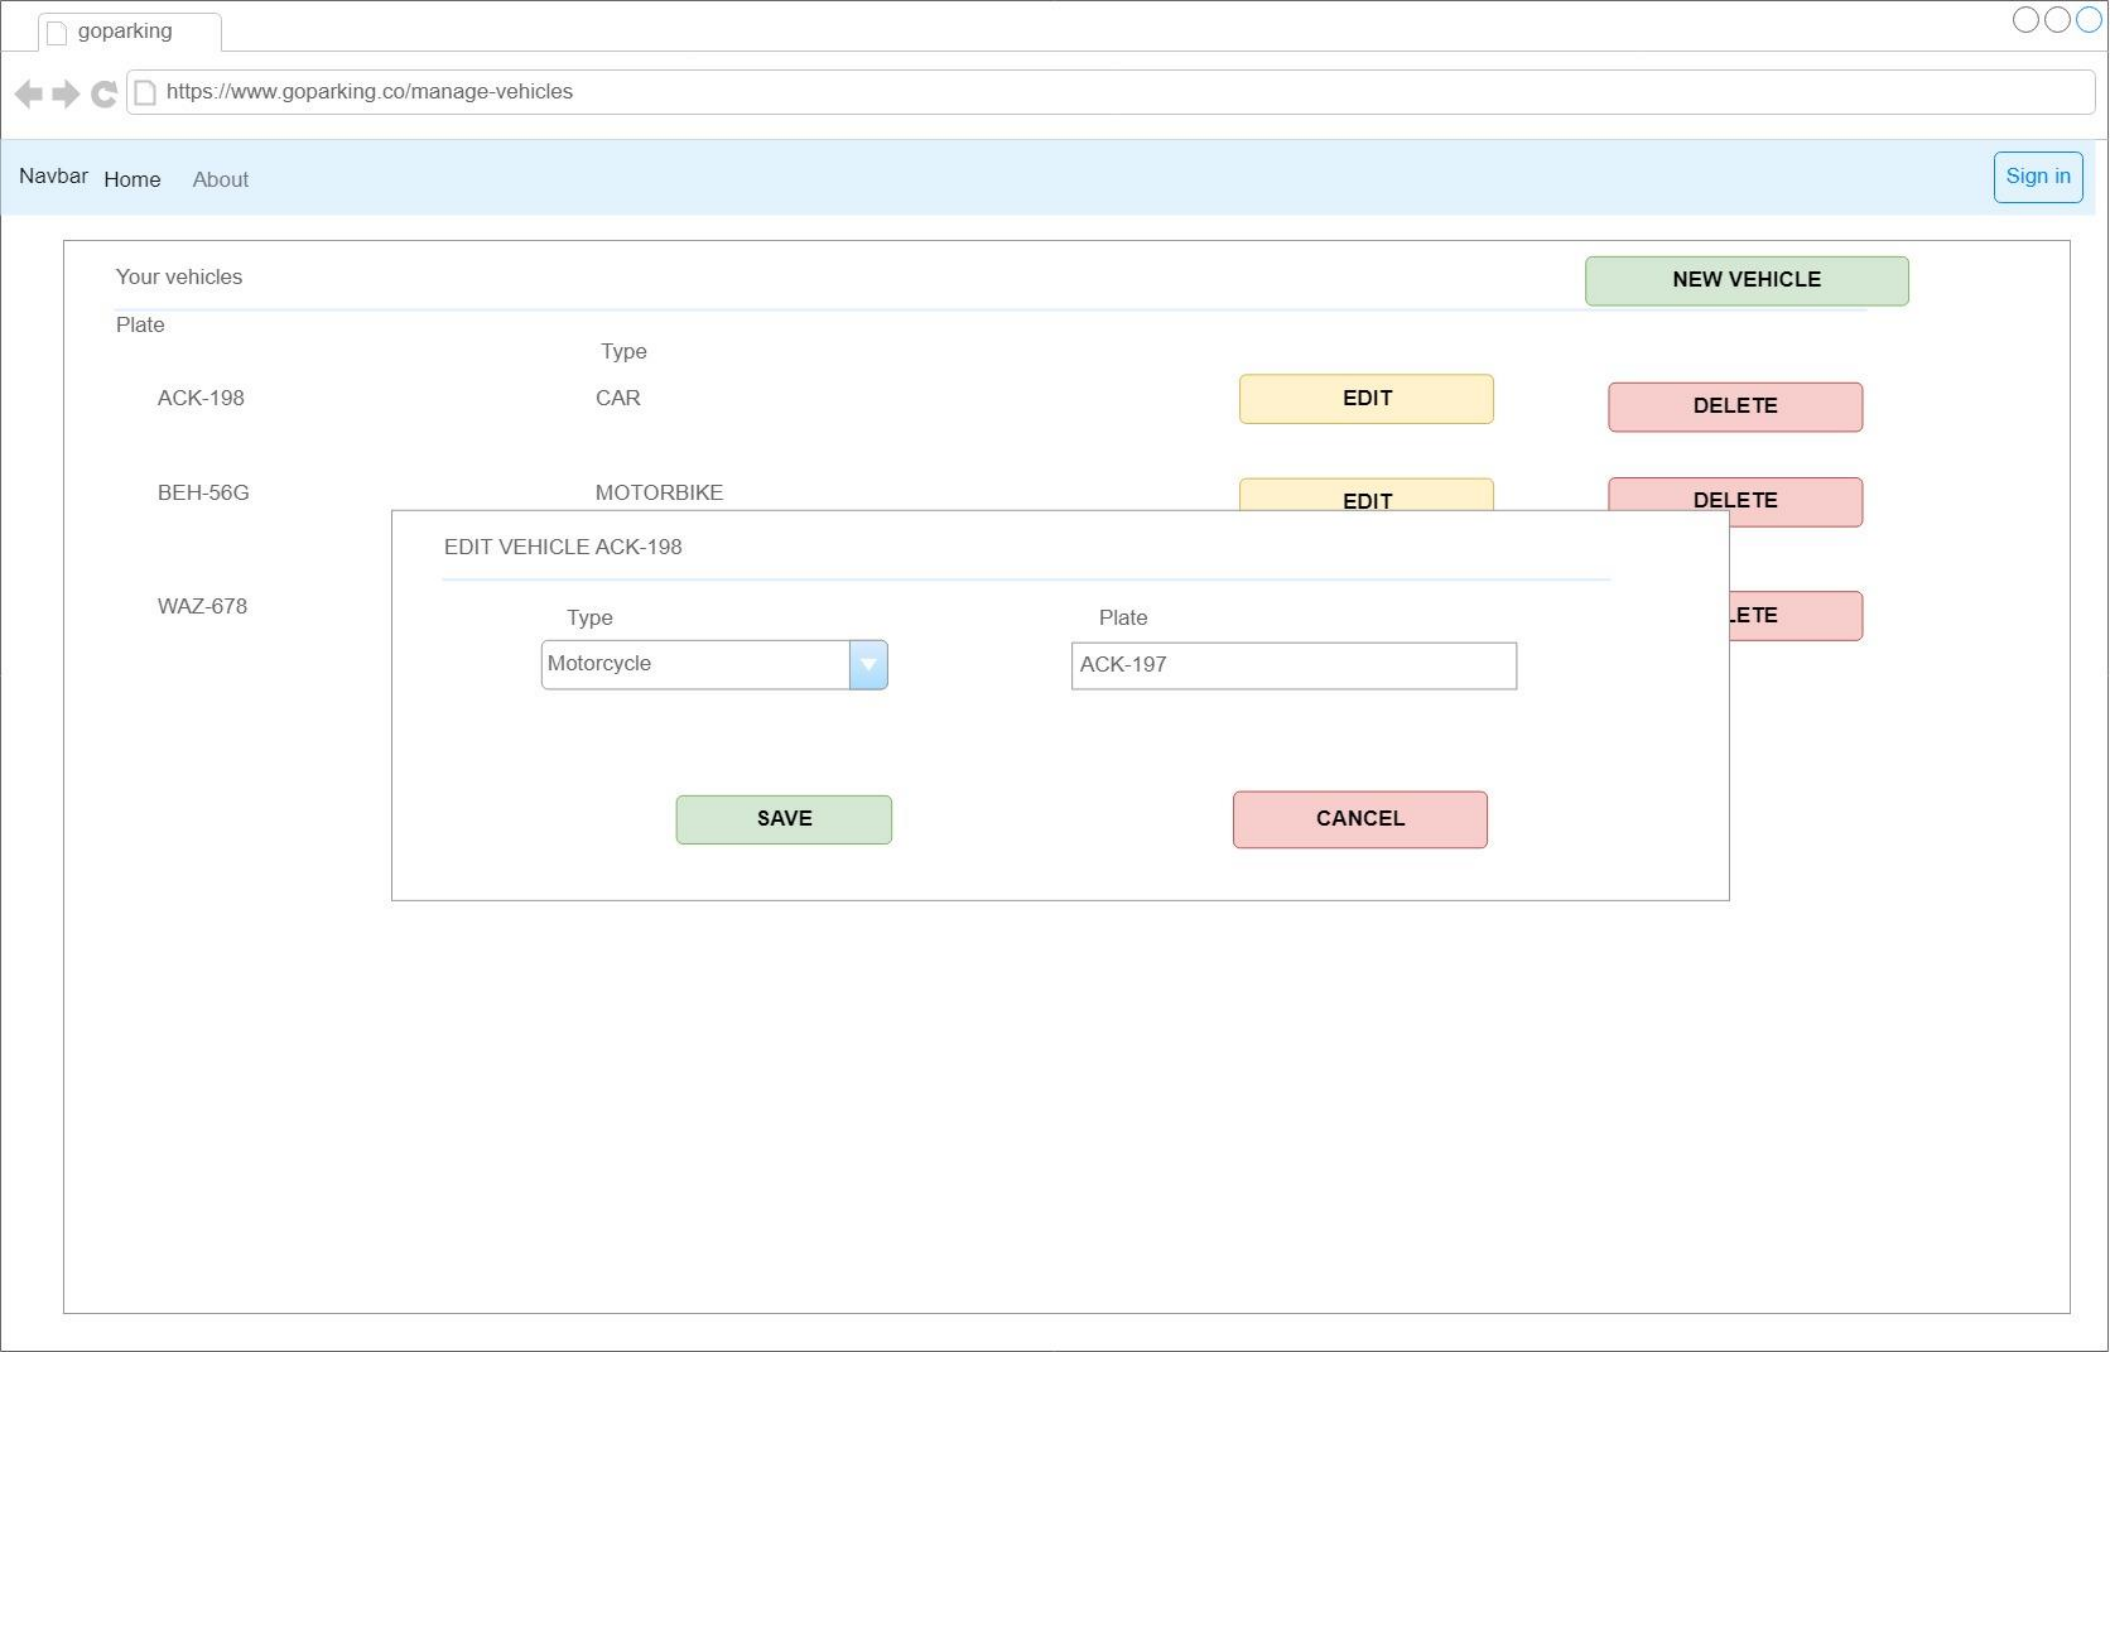 goparking
https://www.goparking.co/manage-vehicles
Navbar Home About Sign in
Your vehicles NEW VEHICLE
Plate
Type
ACK-198 CAR EDIT DELETE
BEH-56G MOTORBIKE EDIT DELETE
EDIT VEHICLE ACK-198
WAZ-678 LETE
Type Plate
Motorcycle ACK-197
SAVE CANCEL